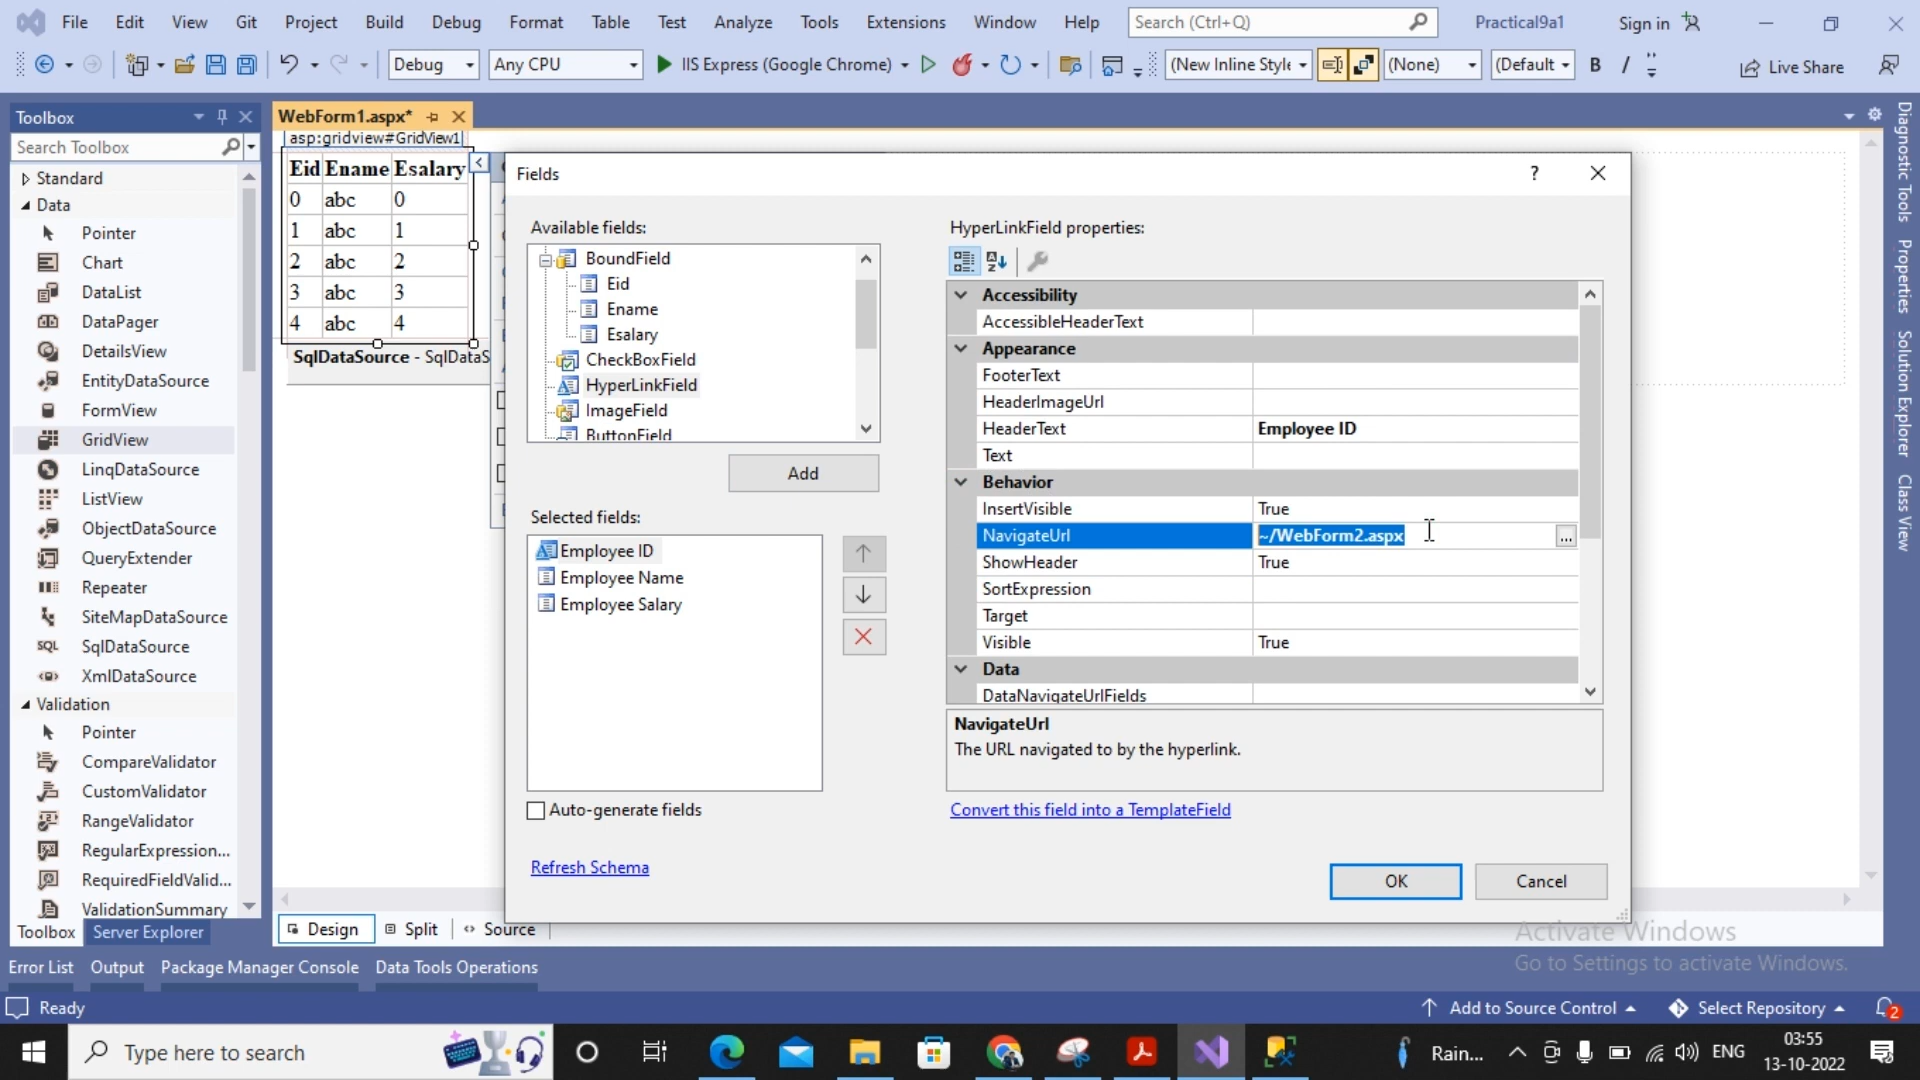 File Edit View Git Project Build Debug Format Table Test Analyze Tools Extensions Window Help Search (Ctrl+Q) Practical9a1 Sign in
Debug Any CPU IIS Express (Google Chrome) (New Inline Style (None) (Default B I Live Share
Toolbox
Search Toolbox
Standard
Data
Pointer
Chart
DataList
DataPager
DetailsView
EntityDataSource
FormView
GridView
LinqDataSource
ListView
ObjectDataSource
QueryExtender
Repeater
SiteMapDataSource
SQL SqlDataSource
XmlDataSource
Validation
Pointer
CompareValidator
CustomValidator
RangeValidator
RegularExpression...
RequiredFieldValid...
ValidationSummary
Toolbox Server Explorer
WebForm1.aspx*
asp:gridview#GridView1
Eid Ename Esalary
0 abc 0
1 abc 1
2 abc 2
3 abc 3
4 abc 4
SqlDataSource - SqlDataS
Fields ?
Available fields:
BoundField
Eid
Ename
Esalary
CheckBoxField
HyperLinkField
ImageField
ButtonField
Add
Selected fields:
Employee ID
Employee Name
Employee Salary
Auto-generate fields
Refresh Schema
HyperLinkField properties:
Accessibility
AccessibleHeaderText
Appearance
FooterText
HeaderImageUrl
HeaderText Employee ID
Text
Behavior
InsertVisible True
NavigateUrl ~/WebForm2.aspx ...
ShowHeader True
SortExpression
Target
Visible True
Data
DataNavigateUrlFields
NavigateUrl
The URL navigated to by the hyperlink.
Convert this field into a TemplateField
OK Cancel
Diagnostic Tools
Properties
Solution Explorer
Class View
Activate Windows
Go to Settings to activate Windows.
Design Split Source
Error List Output Package Manager Console Data Tools Operations
Ready Add to Source Control Select Repository 2
Type here to search Rain... ENG 03:55
13-10-2022